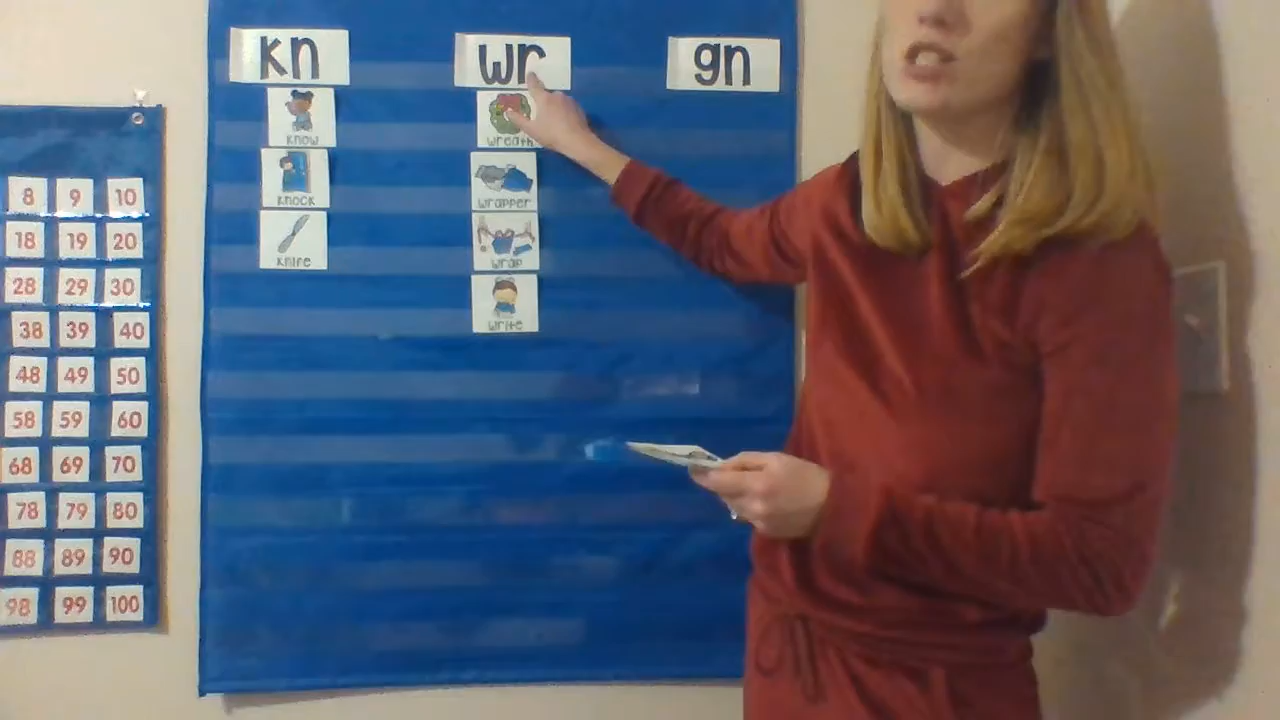 kn
know
knock
knife
wr
wreath
wrapper
wrap
write
gn
8 9 10
18 19 20
28 29 30
38 39 40
48 49 50
58 59 60
68 69 70
78 79 80
88 89 90
98 99 100